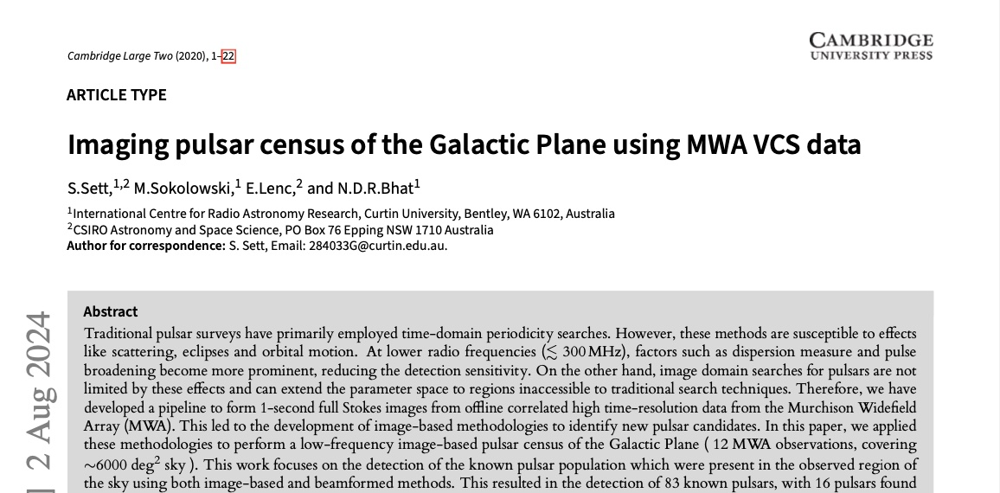 CAMBRIDGE
UNIVERSITY PRESS
Cambridge Large Two (2020), 1–22
ARTICLE TYPE
Imaging pulsar census of the Galactic Plane using MWA VCS data
S.Sett,1,2 M.Sokolowski,1 E.Lenc,2 and N.D.R.Bhat1
1International Centre for Radio Astronomy Research, Curtin University, Bentley, WA 6102, Australia
2CSIRO Astronomy and Space Science, PO Box 76 Epping NSW 1710 Australia
Author for correspondence: S. Sett, Email: 284033G@curtin.edu.au.
Abstract
Traditional pulsar surveys have primarily employed time-domain periodicity searches. However, these methods are susceptible to effects
like scattering, eclipses and orbital motion. At lower radio frequencies (≲ 300 MHz), factors such as dispersion measure and pulse
broadening become more prominent, reducing the detection sensitivity. On the other hand, image domain searches for pulsars are not
limited by these effects and can extend the parameter space to regions inaccessible to traditional search techniques. Therefore, we have
developed a pipeline to form 1-second full Stokes images from offline correlated high time-resolution data from the Murchison Widefield
Array (MWA). This led to the development of image-based methodologies to identify new pulsar candidates. In this paper, we applied
these methodologies to perform a low-frequency image-based pulsar census of the Galactic Plane ( 12 MWA observations, covering
~6000 deg2 sky ). This work focuses on the detection of the known pulsar population which were present in the observed region of
the sky using both image-based and beamformed methods. This resulted in the detection of 83 known pulsars, with 16 pulsars found
] 2 Aug 2024